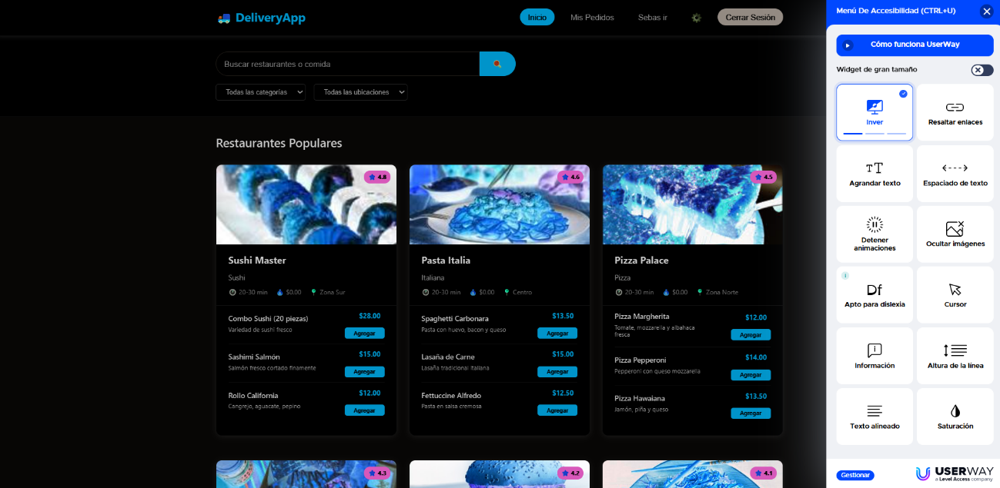 DeliveryApp
Inicio
Mis Pedidos
Sebas ir
Cerrar Sesión
Buscar restaurantes o comida
Todas las categorías
Todas las ubicaciones
Restaurantes Populares
4.8
Sushi Master
Sushi
20-30 min $0.00 Zona Sur
Combo Sushi (20 piezas) $28.00
Variedad de sushi fresco
Agregar
Sashimi Salmón $15.00
Salmón fresco cortado finamente
Agregar
Rollo California $12.00
Cangrejo, aguacate, pepino
Agregar
4.6
Pasta Italia
Italiana
20-30 min $0.00 Centro
Spaghetti Carbonara $13.50
Pasta con huevo, bacon y queso
Agregar
Lasaña de Carne $15.00
Lasaña tradicional italiana
Agregar
Fettuccine Alfredo $12.50
Pasta en salsa cremosa
Agregar
4.5
Pizza Palace
Pizza
20-30 min $0.00 Zona Norte
Pizza Margherita $12.00
Tomate, mozzarella y albahaca
fresca
Agregar
Pizza Pepperoni $14.00
Pepperoni con queso mozzarella
Agregar
Pizza Hawaiana $13.50
Jamón, piña y queso
Agregar
4.3
4.2
4.1
Menú De Accesibilidad (CTRL+U)
Cómo funciona UserWay
Widget de gran tamaño
Inver
Resaltar enlaces
TT
Agrandar texto
Espaciado de texto
Detener
animaciones
Ocultar imágenes
Df
Apto para dislexia
Cursor
Información
Altura de la línea
Texto alineado
Saturación
Gestionar
USERWAY
a Level Access company